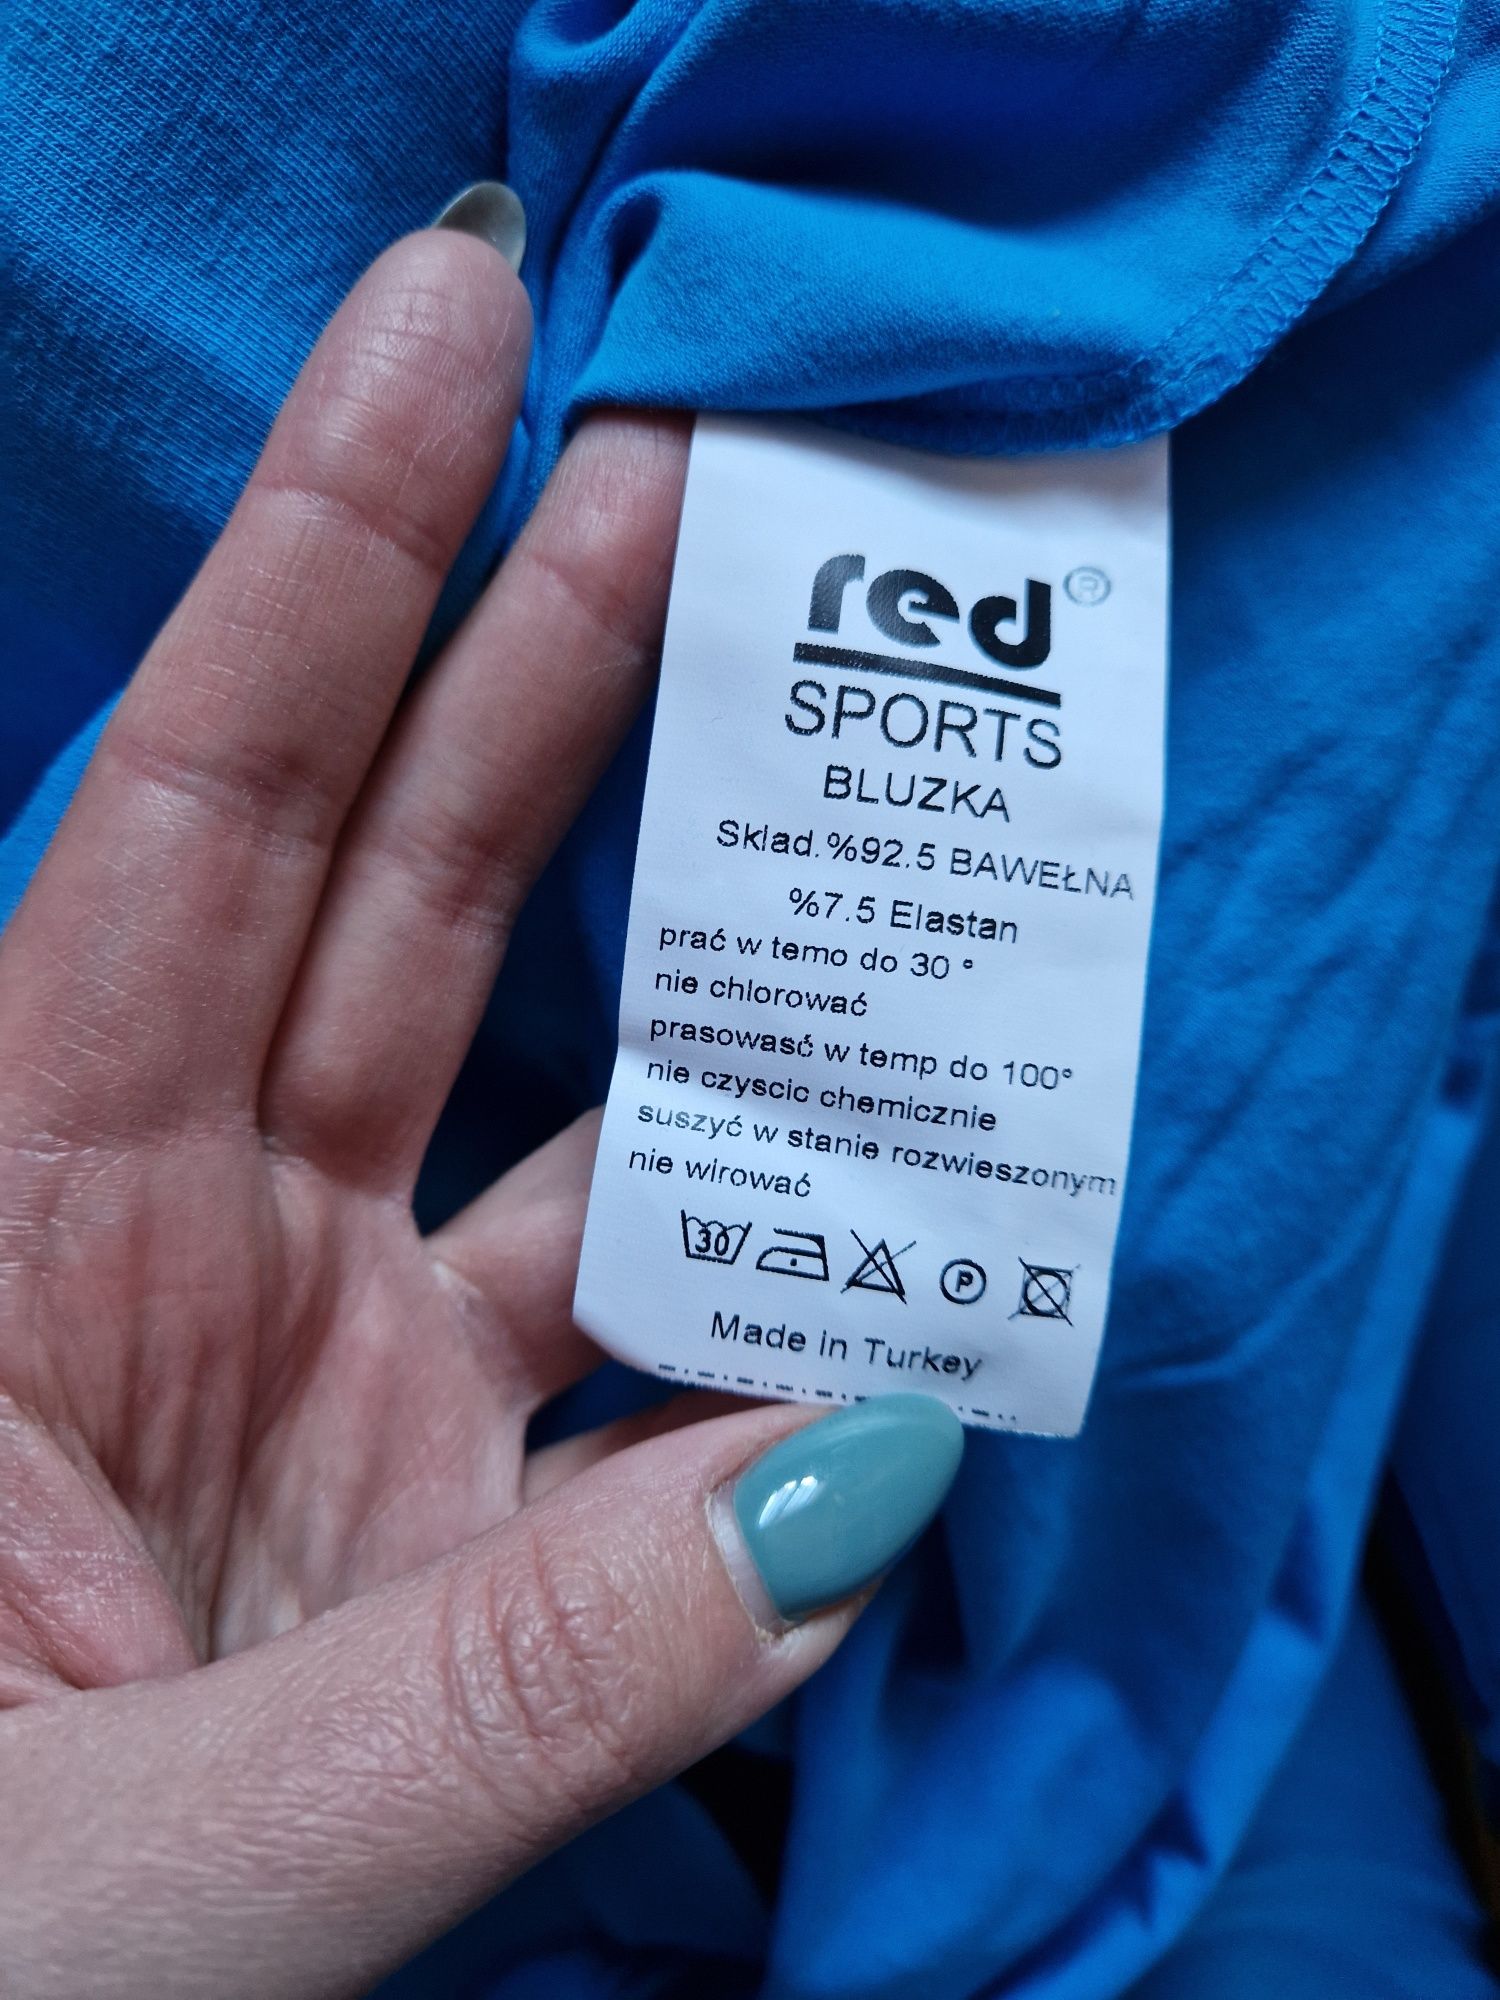 red®
SPORTS
BLUZKA
Sklad.%92.5 BAWEŁNA
%7.5 Elastan
prać w temo do 30 °
nie chlorować
prasowasć w temp do 100°
nie czyscic chemicznie
suszyć w stanie rozwieszonym
nie wirować
30 P
Made in Turkey